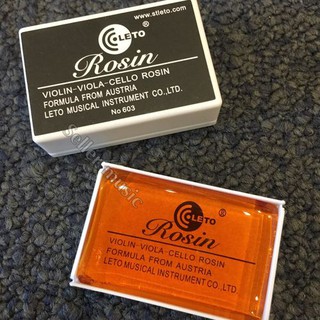 www.stleto.com
LETO ®
Rosin
VIOLIN-VIOLA-CELLO ROSIN
FORMULA FROM AUSTRIA
LETO MUSICAL INSTRUMENT CO.,LTD.
No 603
LETO ®
Rosin
VIOLIN-VIOLA-CELLO ROSIN
FORMULA FROM AUSTRIA
LETO MUSICAL INSTRUMENT CO.,LTD.